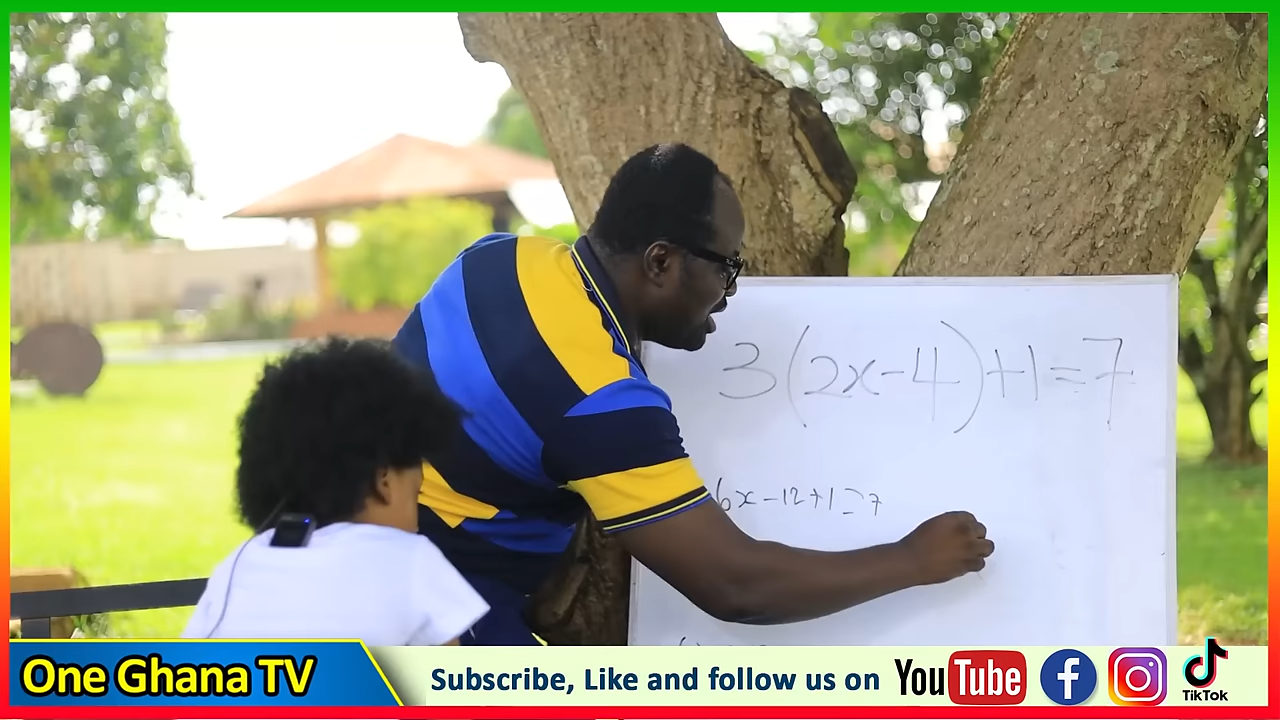 3(2x-4)+1=7
6x-12+1=7
One Ghana TV
Subscribe, Like and follow us on YouTube
TikTok